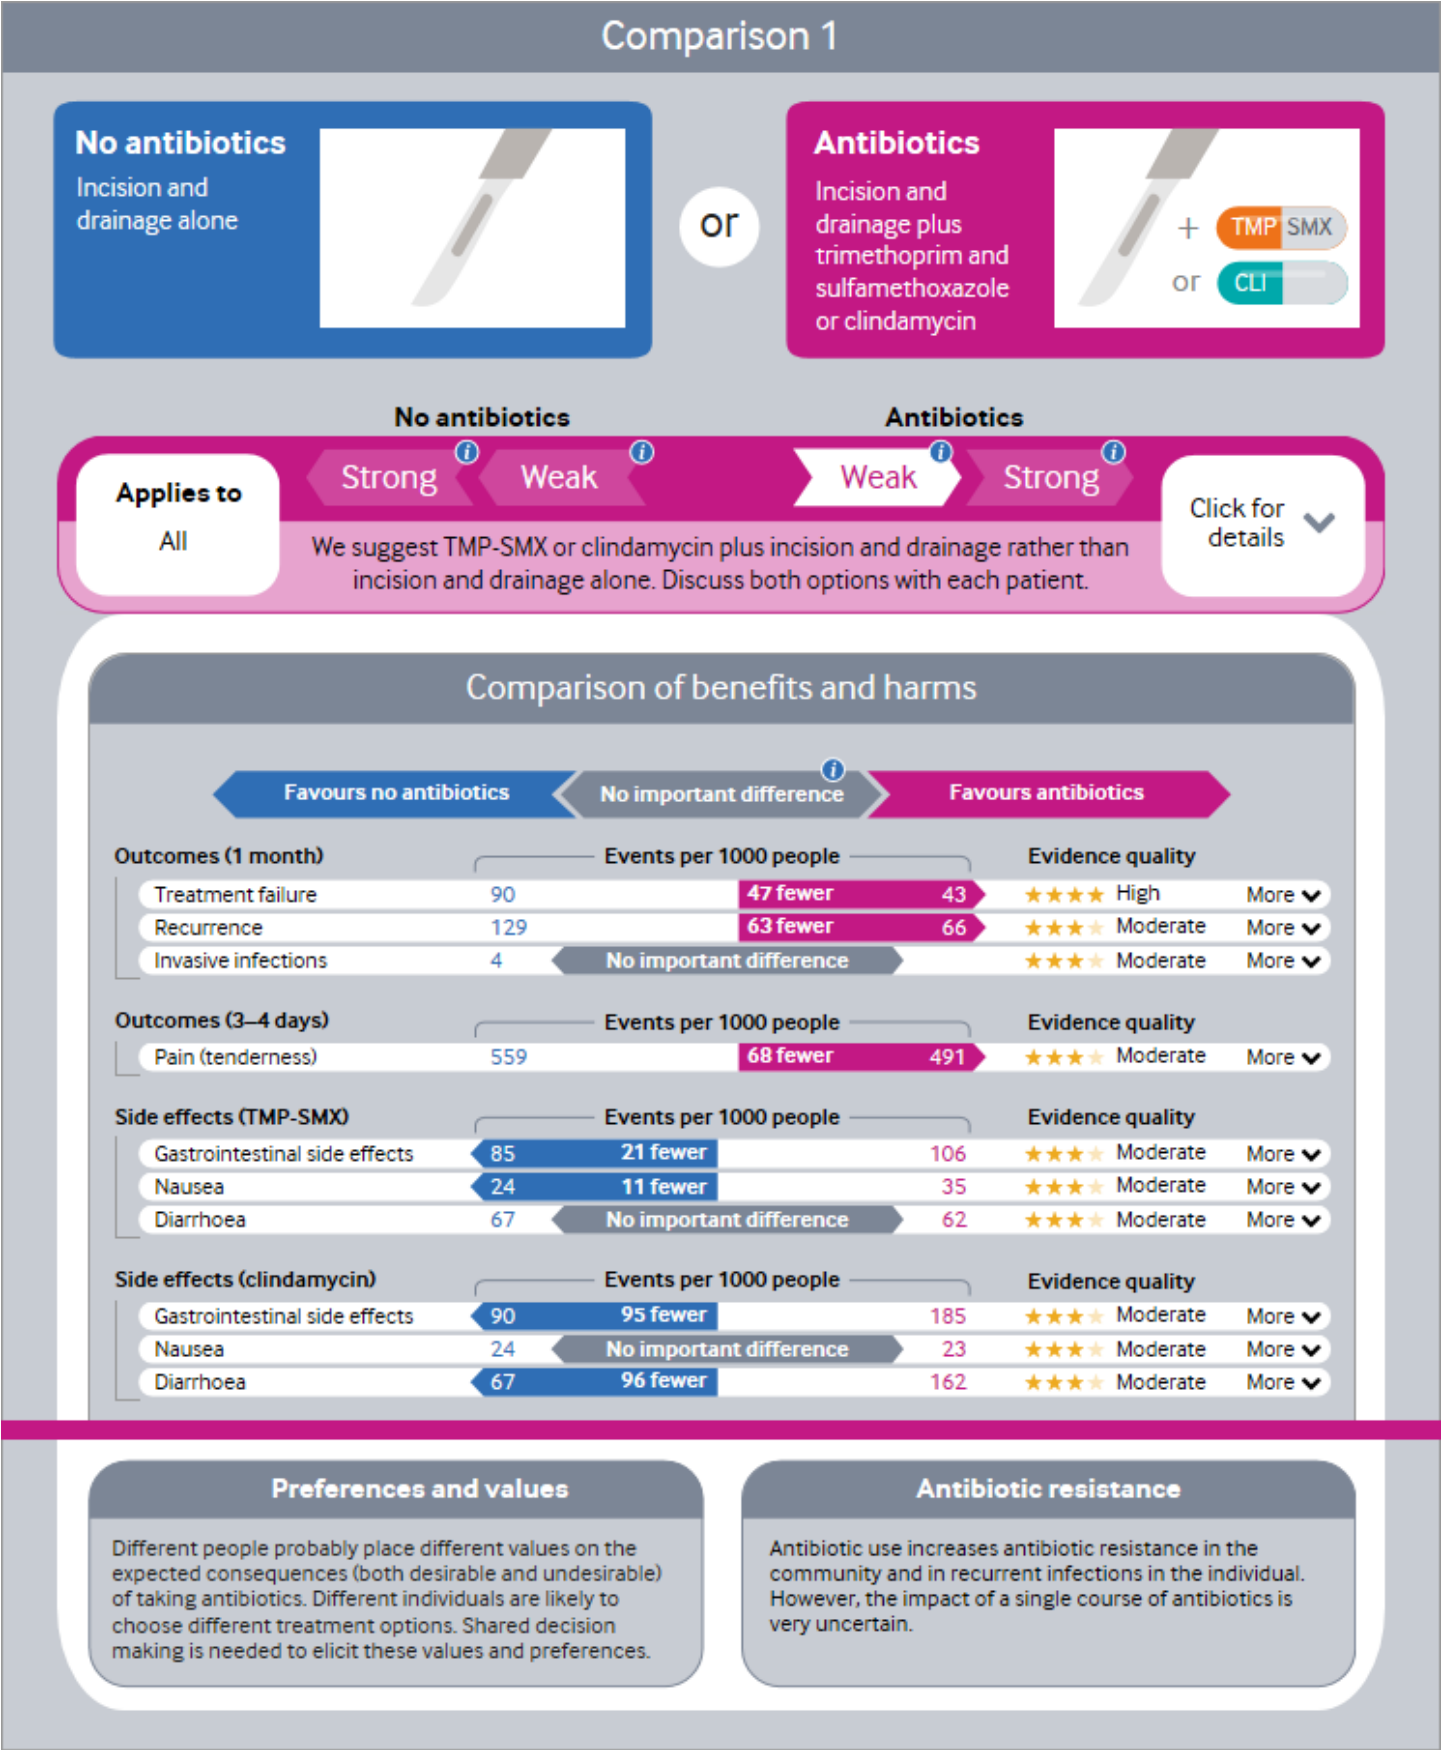 Comparison 1
No antibiotics
Incision and
drainage alone
or
Antibiotics
Incision and
drainage plus
trimethoprim and
sulfamethoxazole
or clindamycin
+ TMP SMX
or CLI
No antibiotics Antibiotics
Applies to
All
Strong i Weak i Weak i Strong i
Click for
details
We suggest TMP-SMX or clindamycin plus incision and drainage rather than
incision and drainage alone. Discuss both options with each patient.
Comparison of benefits and harms
i
Favours no antibiotics No important difference Favours antibiotics
Outcomes (1 month) Events per 1000 people Evidence quality
Treatment failure 90 47 fewer 43 High More
Recurrence 129 63 fewer 66 Moderate More
Invasive infections 4 No important difference Moderate More
Outcomes (3–4 days) Events per 1000 people Evidence quality
Pain (tenderness) 559 68 fewer 491 Moderate More
Side effects (TMP-SMX) Events per 1000 people Evidence quality
Gastrointestinal side effects 85 21 fewer 106 Moderate More
Nausea 24 11 fewer 35 Moderate More
Diarrhoea 67 No important difference 62 Moderate More
Side effects (clindamycin) Events per 1000 people Evidence quality
Gastrointestinal side effects 90 95 fewer 185 Moderate More
Nausea 24 No important difference 23 Moderate More
Diarrhoea 67 96 fewer 162 Moderate More
Preferences and values
Different people probably place different values on the
expected consequences (both desirable and undesirable)
of taking antibiotics. Different individuals are likely to
choose different treatment options. Shared decision
making is needed to elicit these values and preferences.
Antibiotic resistance
Antibiotic use increases antibiotic resistance in the
community and in recurrent infections in the individual.
However, the impact of a single course of antibiotics is
very uncertain.